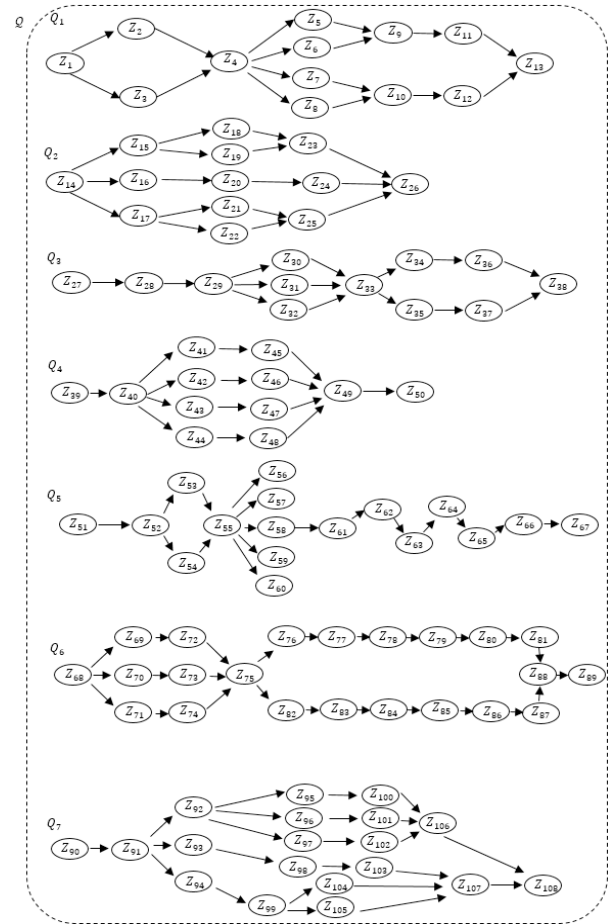 Q Q₁
Z₁ Z₂ Z₃ Z₄ Z₅ Z₆ Z₇ Z₈ Z₉ Z₁₀ Z₁₁ Z₁₂ Z₁₃
Q₂
Z₁₄ Z₁₅ Z₁₆ Z₁₇ Z₁₈ Z₁₉ Z₂₀ Z₂₁ Z₂₂ Z₂₃ Z₂₄ Z₂₅ Z₂₆
Q₃
Z₂₇ Z₂₈ Z₂₉ Z₃₀ Z₃₁ Z₃₂ Z₃₃ Z₃₄ Z₃₅ Z₃₆ Z₃₇ Z₃₈
Q₄
Z₃₉ Z₄₀ Z₄₁ Z₄₂ Z₄₃ Z₄₄ Z₄₅ Z₄₆ Z₄₇ Z₄₈ Z₄₉ Z₅₀
Q₅
Z₅₁ Z₅₂ Z₅₃ Z₅₄ Z₅₅ Z₅₆ Z₅₇ Z₅₈ Z₅₉ Z₆₀ Z₆₁ Z₆₂ Z₆₃ Z₆₄ Z₆₅ Z₆₆ Z₆₇
Q₆
Z₆₈ Z₆₉ Z₇₀ Z₇₁ Z₇₂ Z₇₃ Z₇₄ Z₇₅ Z₇₆ Z₇₇ Z₇₈ Z₇₉ Z₈₀ Z₈₁ Z₈₂ Z₈₃ Z₈₄ Z₈₅ Z₈₆ Z₈₇ Z₈₈ Z₈₉
Q₇
Z₉₀ Z₉₁ Z₉₂ Z₉₃ Z₉₄ Z₉₅ Z₉₆ Z₉₇ Z₉₈ Z₉₉ Z₁₀₀ Z₁₀₁ Z₁₀₂ Z₁₀₃ Z₁₀₄ Z₁₀₅ Z₁₀₆ Z₁₀₇ Z₁₀₈